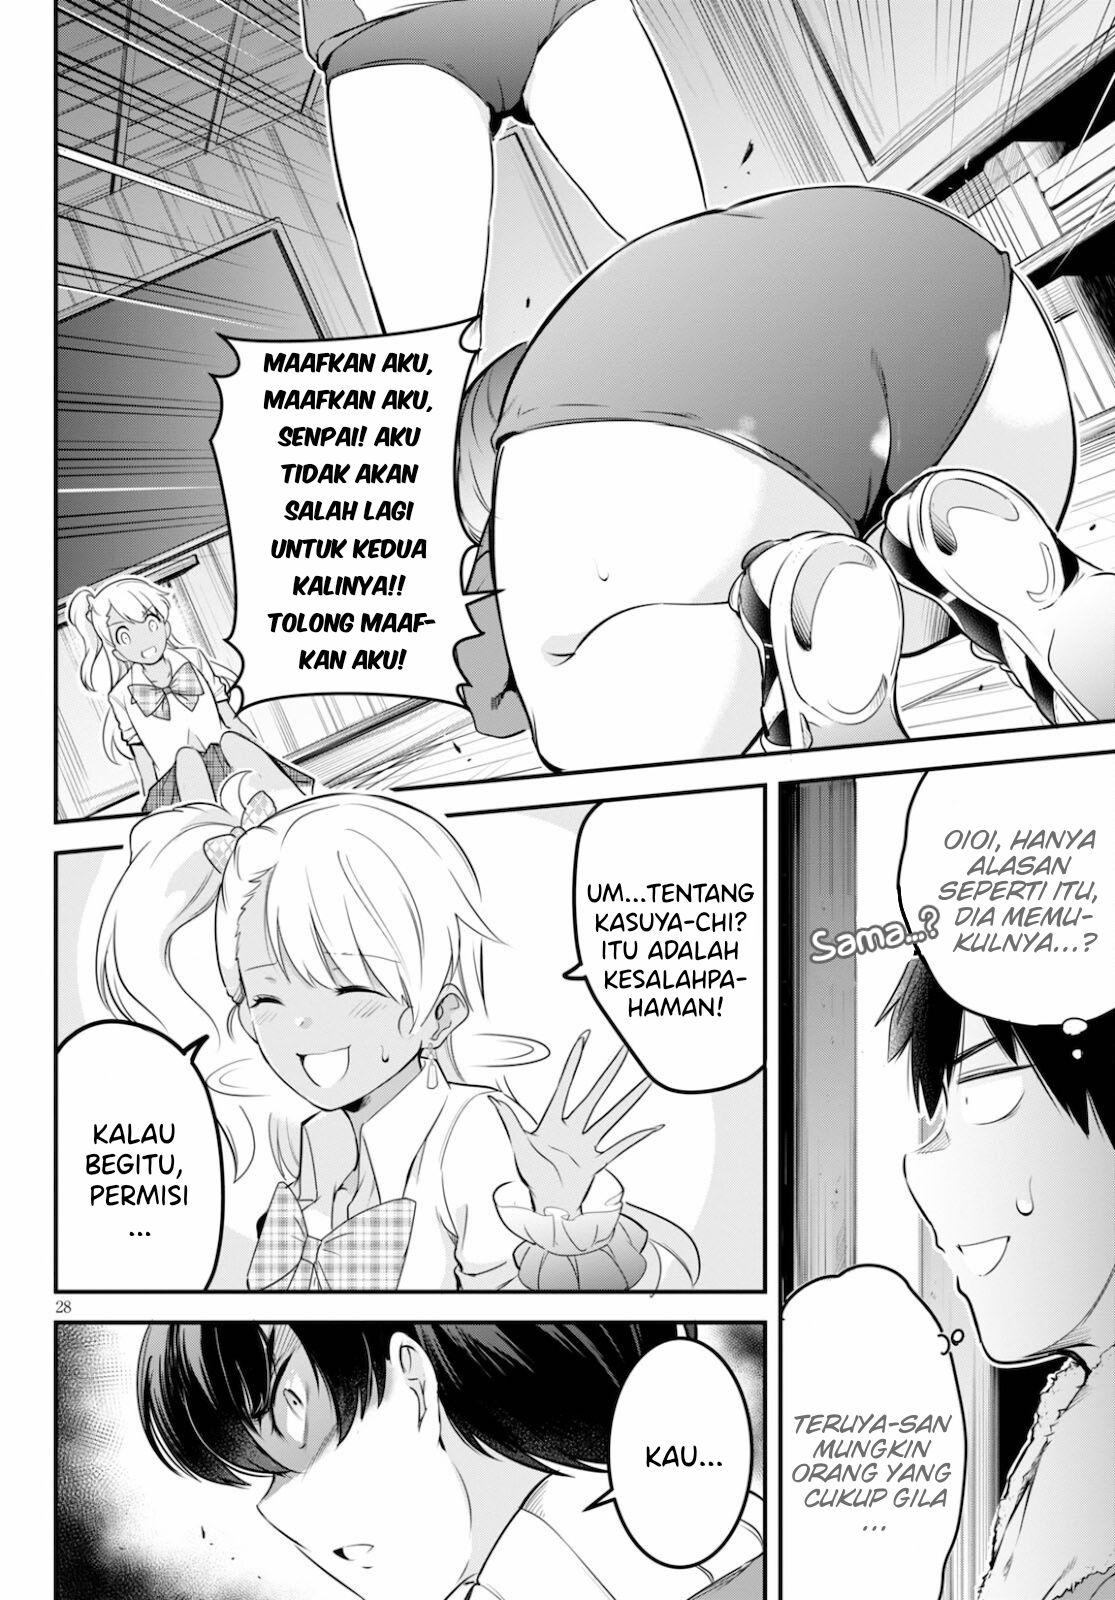 MAAFKAN AKU,
MAAFKAN AKU,
SENPAI! AKU
TIDAK AKAN
SALAH LAGI
UNTUK KEDUA
KALINYA!!
TOLONG MAAF-
KAN AKU!
OIOI, HANYA
ALASAN
SEPERTI ITU,
DIA MEMU-
KULNYA...?
Sama...?
UM...TENTANG
KASUYA-CHI?
ITU ADALAH
KESALAHPA-
HAMAN!
KALAU
BEGITU,
PERMISI
...
TERUYA-SAN
MUNGKIN
ORANG YANG
CUKUP GILA
...
28
KAU...